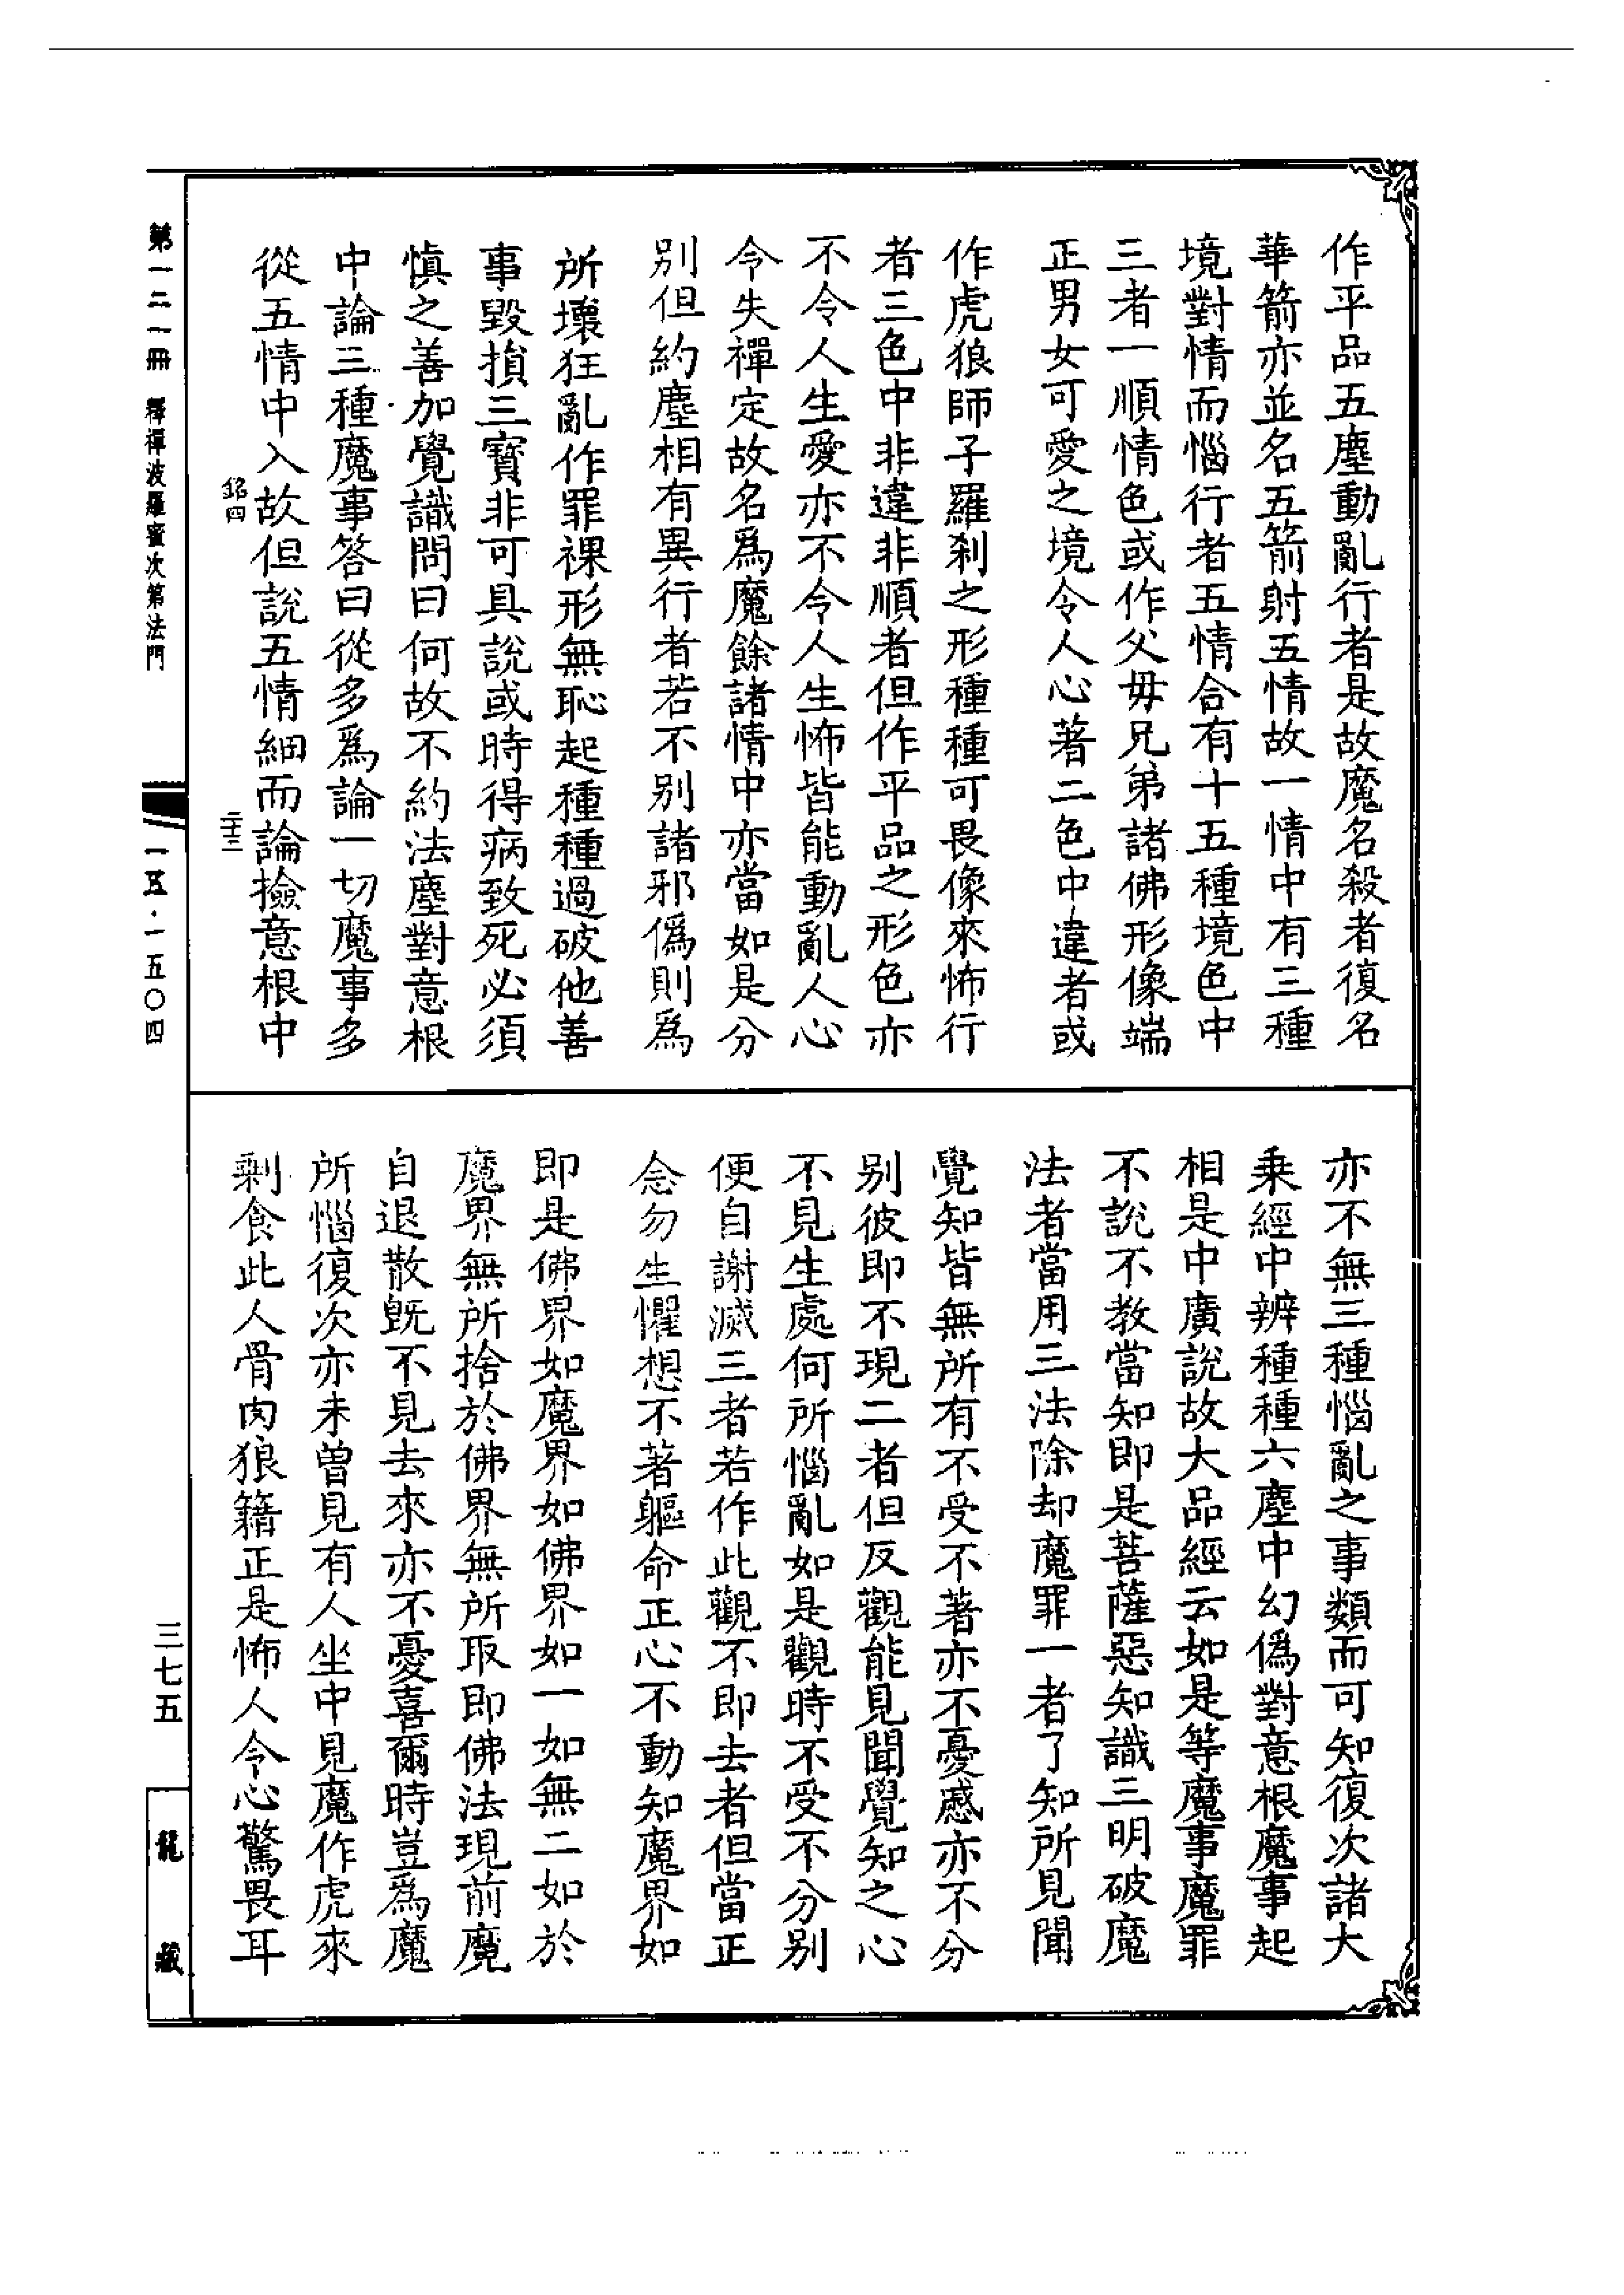 作平品五塵動亂行者是故魔名殺者復名
華箭亦並名五箭射五情故一情中有三種
境對情而惱行者五情合有十五種境色中
三者一順情色或作父母兄弟諸佛形像端
正男女可愛之境令人心著二色中違者或
作虎狼師子羅剎之形種種可畏像來怖行
者三色中非違非順者但作平品之形色亦
不令人生愛亦不令人生怖皆能動亂人心
令失禪定故名爲魔餘諸情中亦當如是分
別但約塵相有異行者若不別諸邪僞則爲
所壞狂亂作罪裸形無恥起種種過破他善
事毀損三寶非可具說或時得病致死必須
慎之善加覺識問曰何故不約法塵對意根
中論三種魔事答曰從多爲論一切魔事多
從五情中入故但說五情細而論撿意根中
銘四
二十三
亦不無三種惱亂之事類而可知復次諸大
乘經中辨種種六塵中幻僞對意根魔事起
相是中廣說故大品經云如是等魔事魔罪
不說不教當知即是菩薩惡知識三明破魔
法者當用三法除却魔罪一者了知所見聞
覺知皆無所有不受不著亦不憂慼亦不分
別彼即不現二者但反觀能見聞覺知之心
不見生處何所惱亂如是觀時不受不分別
便自謝滅三者若作此觀不即去者但當正
念勿生懼想不著軀命正心不動知魔界如
即是佛界如魔界如佛界如一如無二如於
魔界無所捨於佛界無所取即佛法現前魔
自退散旣不見去來亦不憂喜爾時豈爲魔
所惱復次亦未曾見有人坐中見魔作虎來
剩食此人骨肉狼籍正是怖人令心驚畏耳
第一二一冊 釋禪波羅蜜次第法門
一五·一五〇四
三七五
龍藏